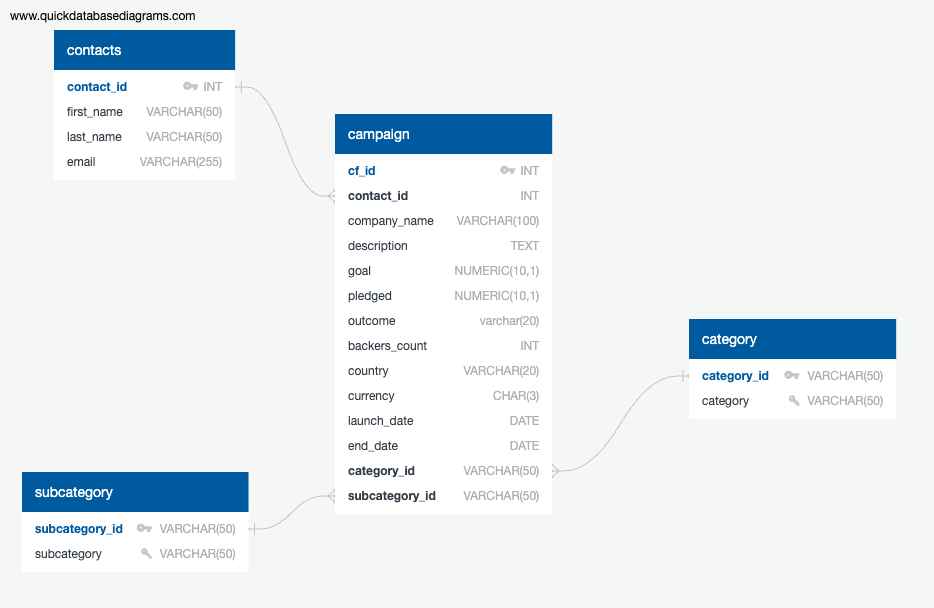 www.quickdatabasediagrams.com
contacts
contact_id INT
first_name VARCHAR(50)
last_name VARCHAR(50)
email VARCHAR(255)
campaign
cf_id INT
contact_id INT
company_name VARCHAR(100)
description TEXT
goal NUMERIC(10,1)
pledged NUMERIC(10,1)
outcome varchar(20)
backers_count INT
country VARCHAR(20)
currency CHAR(3)
launch_date DATE
end_date DATE
category_id VARCHAR(50)
subcategory_id VARCHAR(50)
category
category_id VARCHAR(50)
category VARCHAR(50)
subcategory
subcategory_id VARCHAR(50)
subcategory VARCHAR(50)